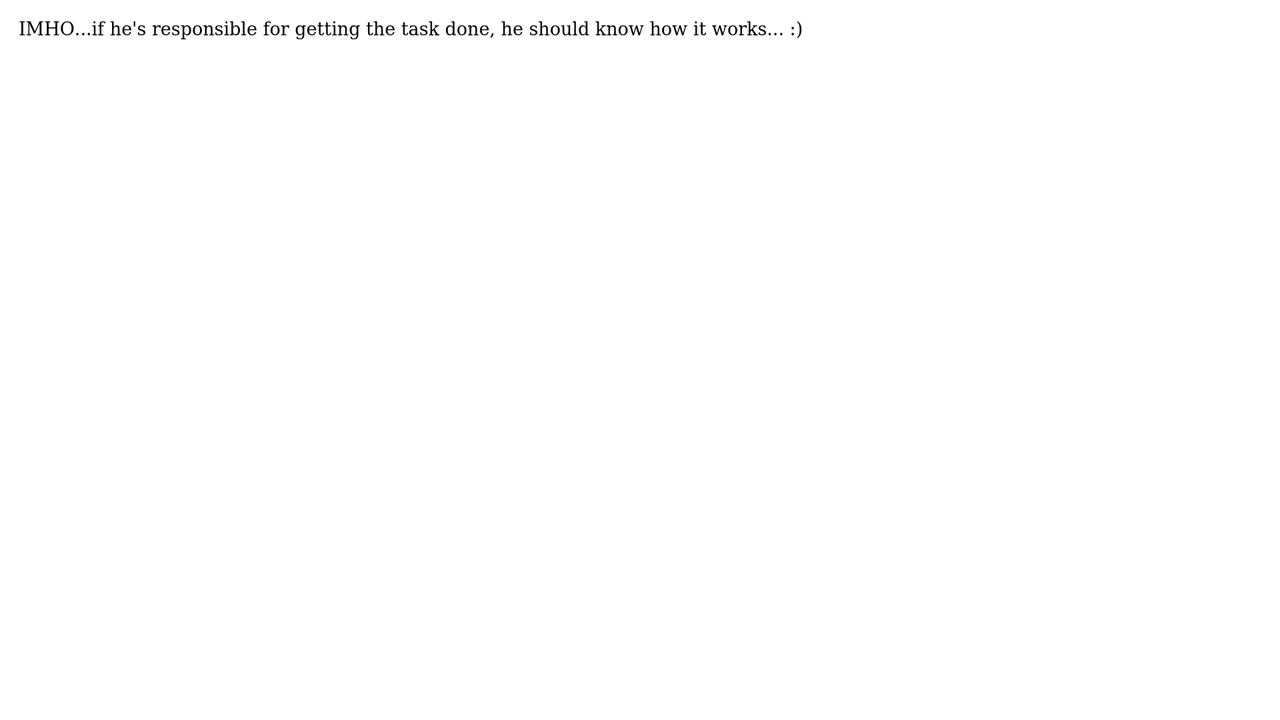 IMHO...if he's responsible for getting the task done, he should know how it works... :)